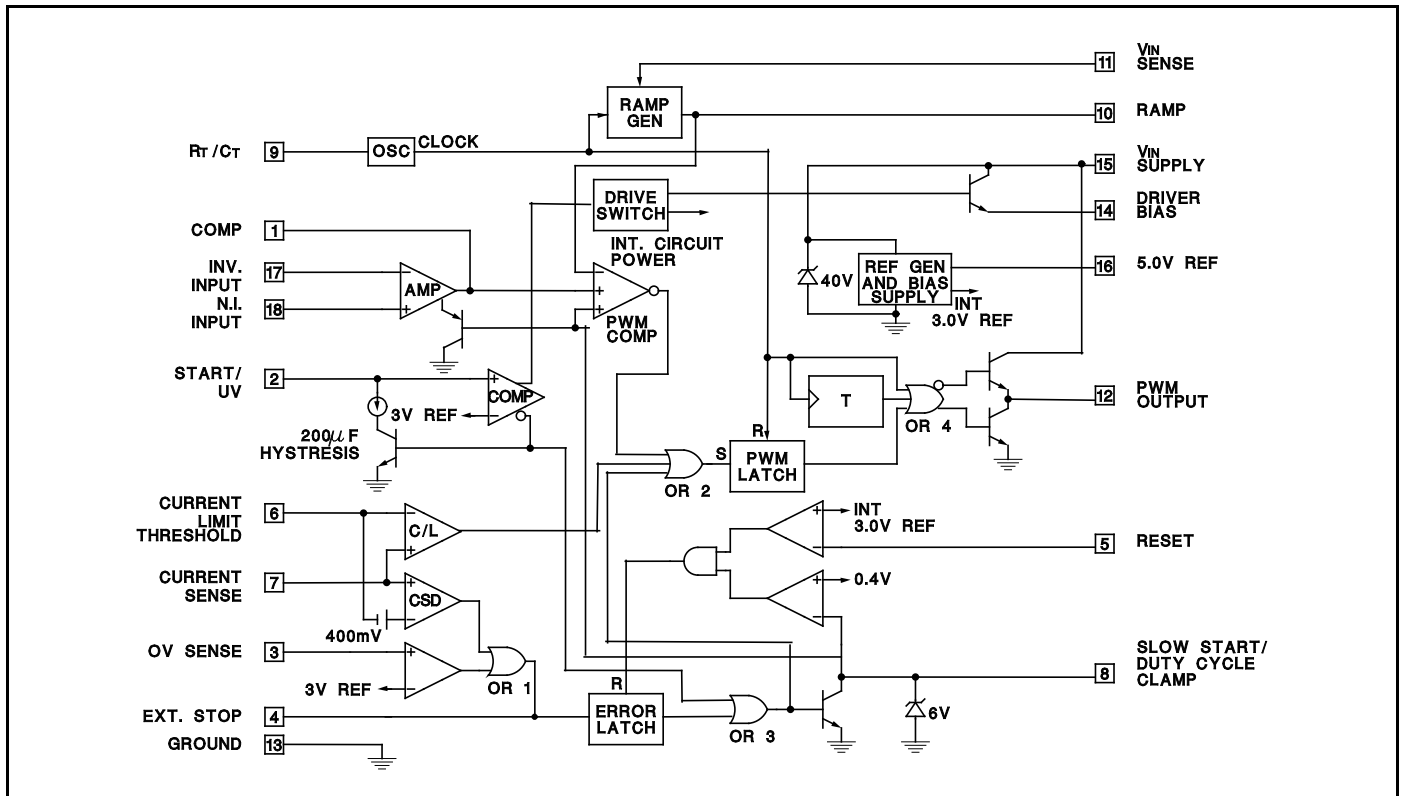 11
VIN
SENSE
RAMP
GEN
10
RAMP
RT/CT
9
OSC
CLOCK
15
VIN
SUPPLY
DRIVE
SWITCH
14
DRIVER
BIAS
COMP
1
INT. CIRCUIT
POWER
INV.
INPUT
17
N.I.
INPUT
18
AMP
−
+
−
+
+
PWM
COMP
40V
REF GEN
AND BIAS
SUPPLY
16
5.0V REF
INT
3.0V REF
START/
UV
2
+
COMP
−
3V REF
200μF
HYSTRESIS
T
OR 4
12
PWM
OUTPUT
R
S
PWM
LATCH
OR 2
CURRENT
LIMIT
THRESHOLD
6
−
C/L
+
+
INT
3.0V REF
−
5
RESET
CURRENT
SENSE
7
+
CSD
−
400mV
+
0.4V
−
OV SENSE
3
+
−
3V REF
OR 1
SLOW START/
DUTY CYCLE
CLAMP
8
R
ERROR
LATCH
OR 3
6V
EXT. STOP
4
GROUND
13